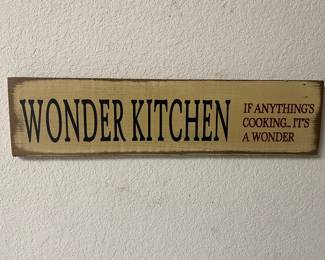 WONDER KITCHEN
IF ANYTHING'S
COOKING... IT'S
A WONDER